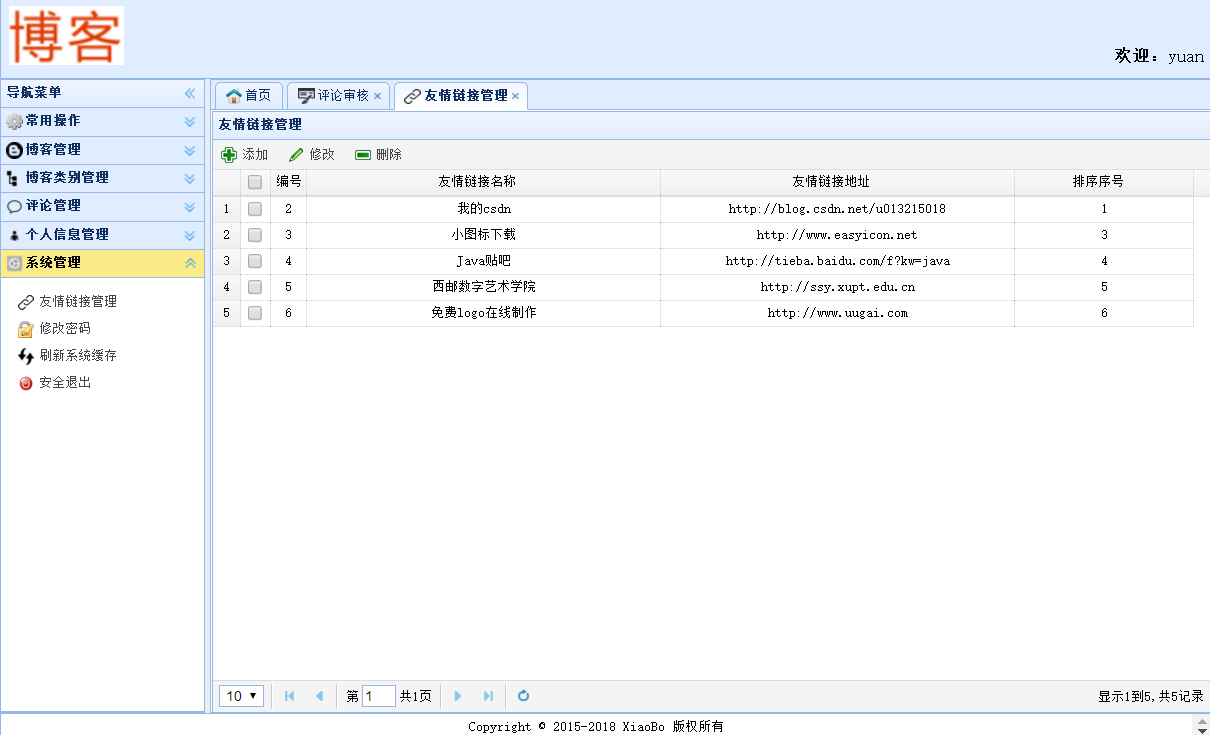 博客
欢迎：yuan
导航菜单
常用操作
博客管理
博客类别管理
评论管理
个人信息管理
系统管理
友情链接管理
修改密码
刷新系统缓存
安全退出
首页 评论审核 友情链接管理
友情链接管理
添加 修改 删除
编号 友情链接名称 友情链接地址 排序序号
1 2 我的csdn http://blog.csdn.net/u013215018 1
2 3 小图标下载 http://www.easyicon.net 3
3 4 Java贴吧 http://tieba.baidu.com/f?kw=java 4
4 5 西邮数字艺术学院 http://ssy.xupt.edu.cn 5
5 6 免费logo在线制作 http://www.uugai.com 6
10 第 1 共1页 显示1到5,共5记录
Copyright © 2015-2018 XiaoBo 版权所有